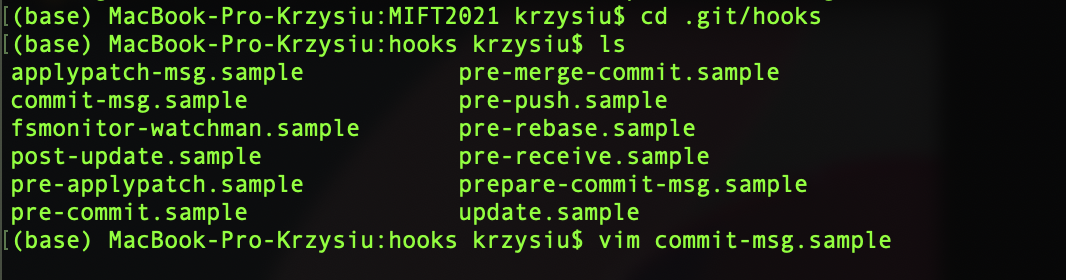 [(base) MacBook-Pro-Krzysiu:MIFT2021 krzysiu$ cd .git/hooks
[(base) MacBook-Pro-Krzysiu:hooks krzysiu$ ls
applypatch-msg.sample pre-merge-commit.sample
commit-msg.sample pre-push.sample
fsmonitor-watchman.sample pre-rebase.sample
post-update.sample pre-receive.sample
pre-applypatch.sample prepare-commit-msg.sample
pre-commit.sample update.sample
[(base) MacBook-Pro-Krzysiu:hooks krzysiu$ vim commit-msg.sample